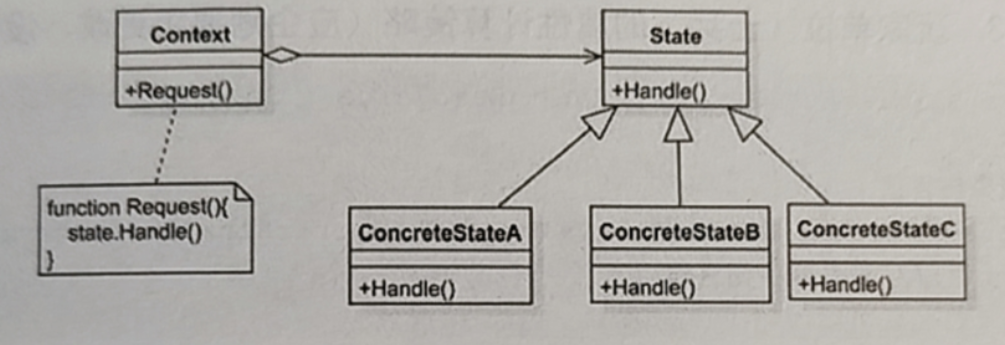 Context
State
+Request()
+Handle()
function Request(){
state.Handle()
}
ConcreteStateA
ConcreteStateB
ConcreteStateC
+Handle()
+Handle()
+Handle()